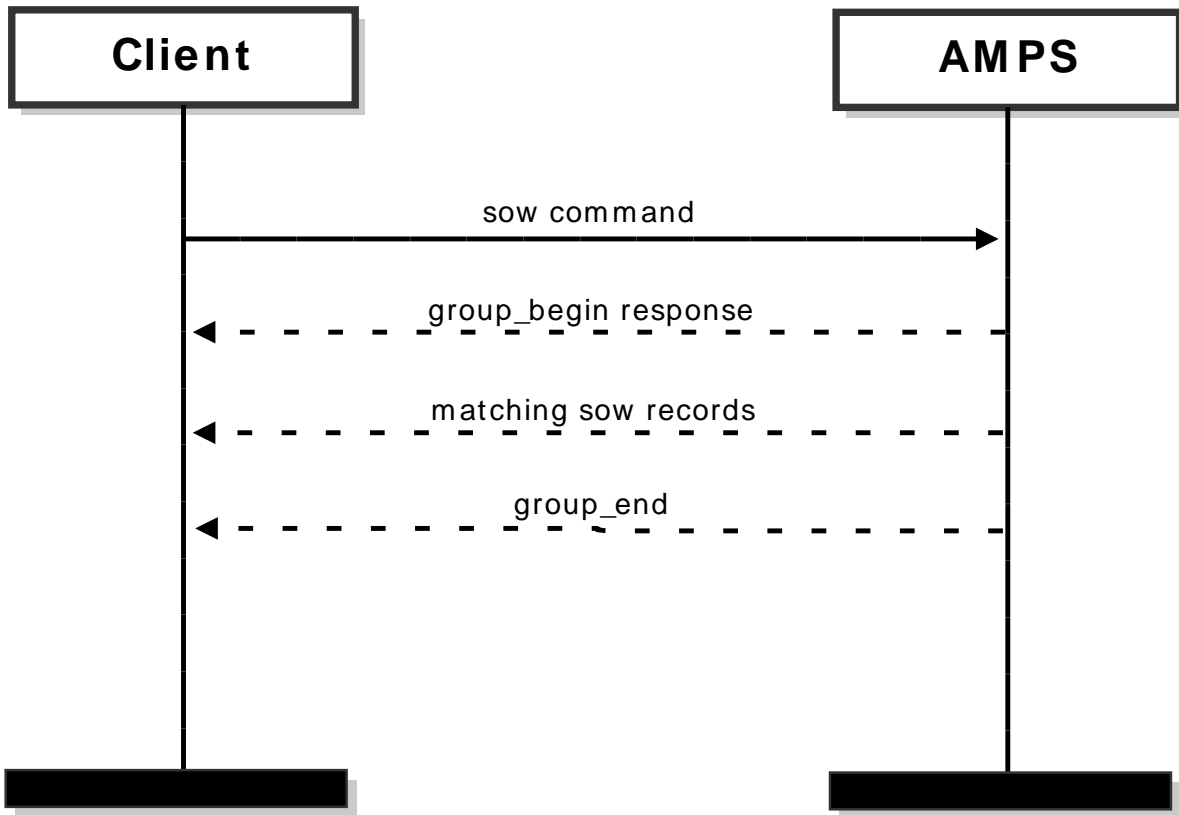 Client
AMPS
sow command
group_begin response
matching sow records
group_end